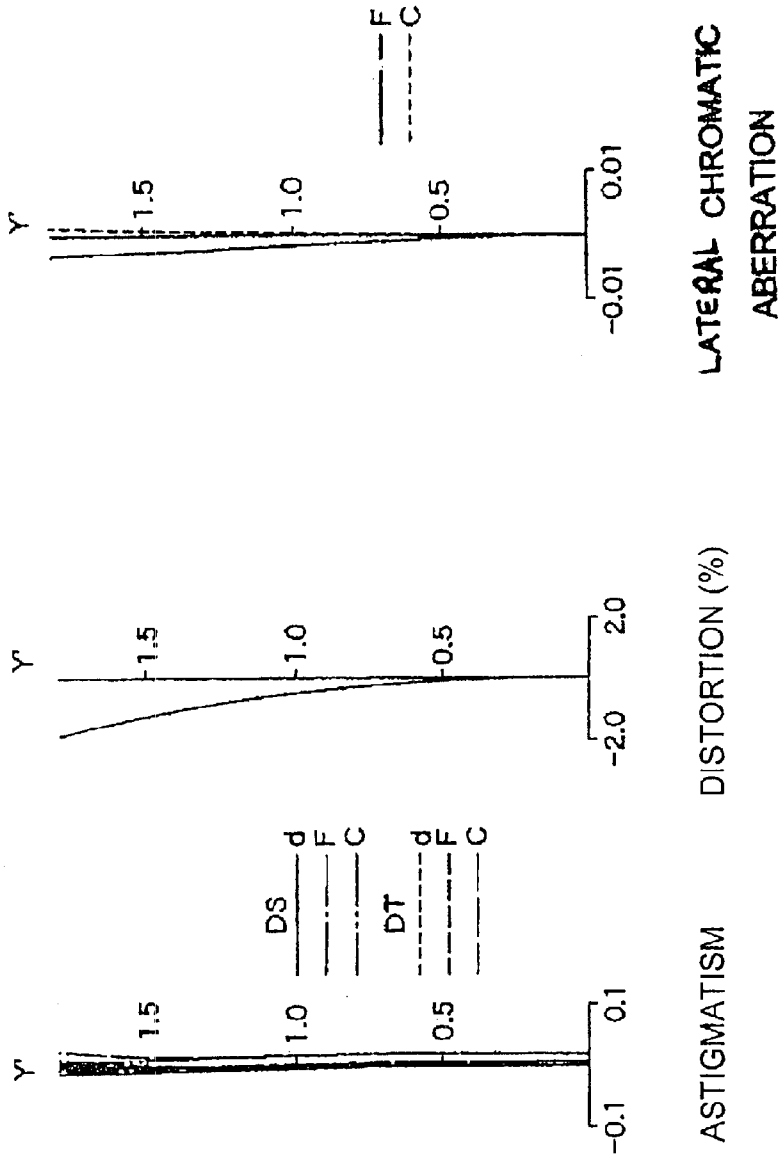 Y'
1.5
1.0
0.5
-0.1
0.1
DS
d
F
C
DT
d
F
C
ASTIGMATISM
Y'
1.5
1.0
0.5
-2.0
2.0
DISTORTION (%)
Y'
1.5
1.0
0.5
-0.01
0.01
F
C
LATERAL CHROMATIC
ABERRATION